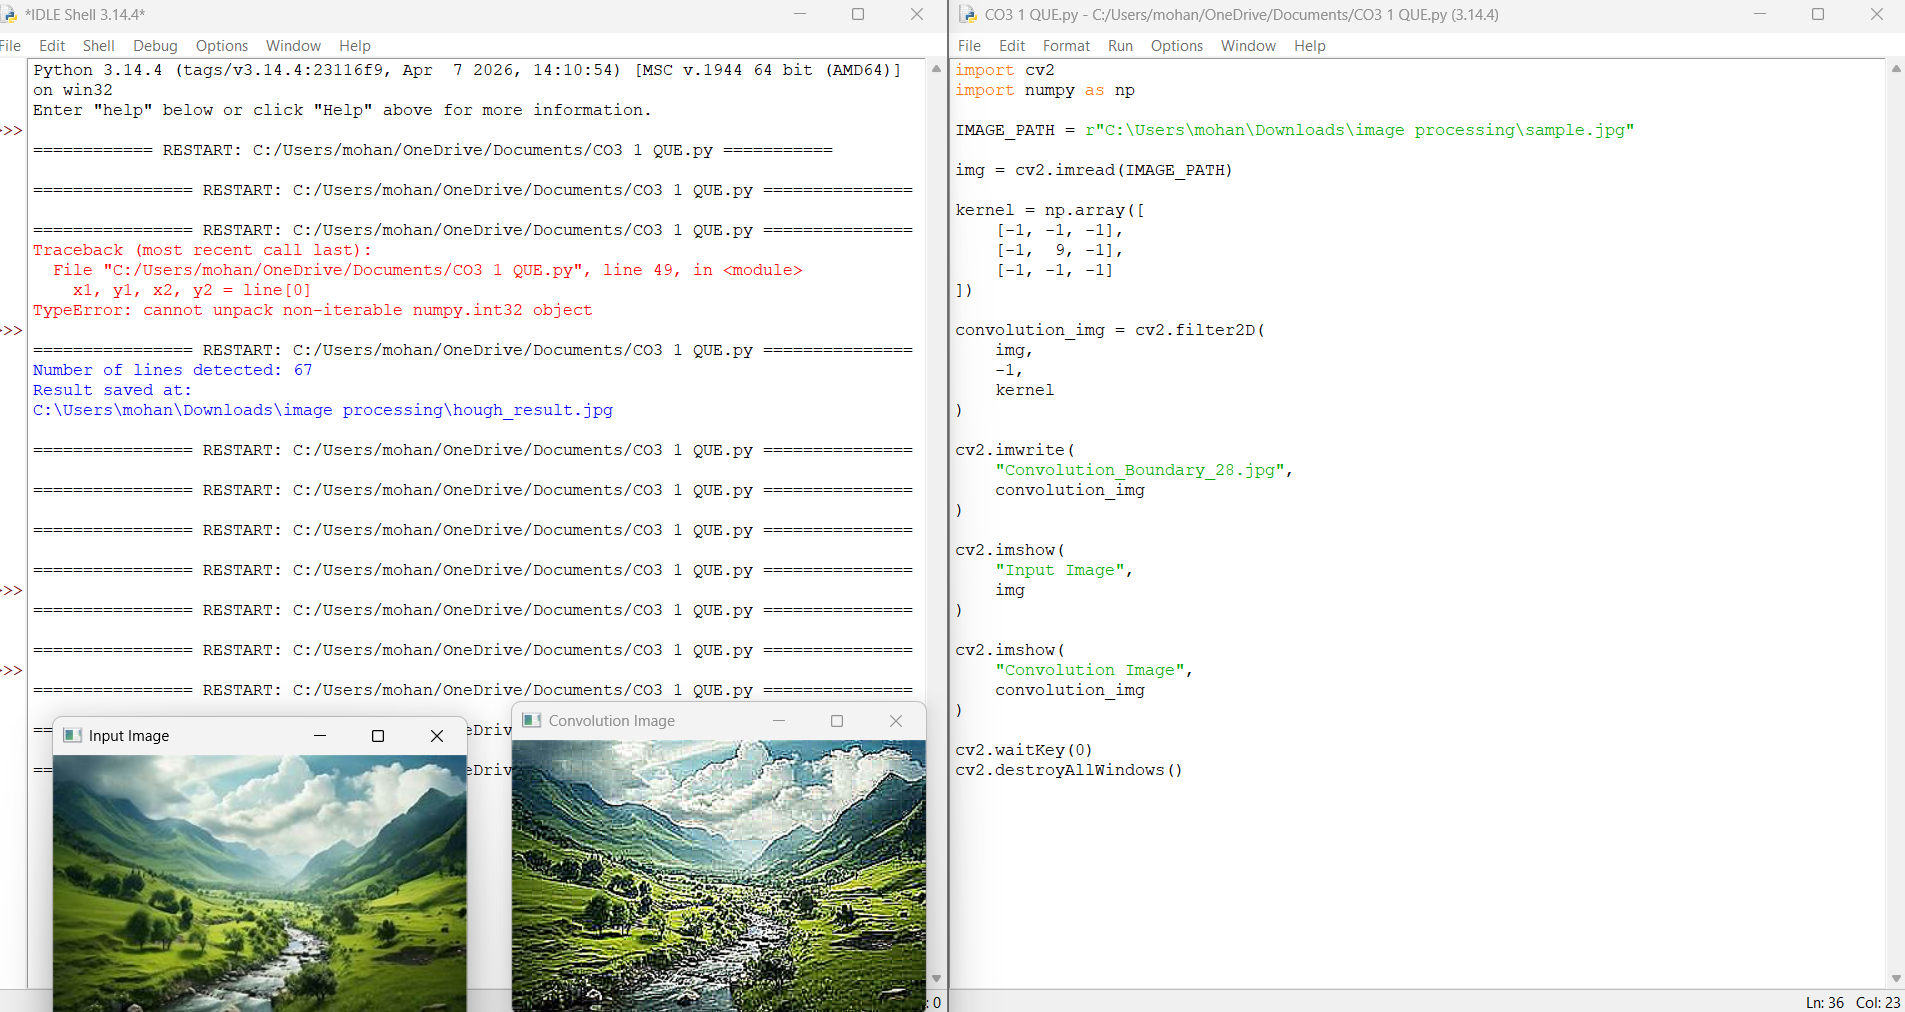 *IDLE Shell 3.14.4*
File Edit Shell Debug Options Window Help
Python 3.14.4 (tags/v3.14.4:23116f9, Apr  7 2026, 14:10:54) [MSC v.1944 64 bit (AMD64)]
on win32
Enter "help" below or click "Help" above for more information.
>>>
============ RESTART: C:/Users/mohan/OneDrive/Documents/CO3 1 QUE.py ===========
================ RESTART: C:/Users/mohan/OneDrive/Documents/CO3 1 QUE.py ===============
================ RESTART: C:/Users/mohan/OneDrive/Documents/CO3 1 QUE.py ===============
Traceback (most recent call last):
  File "C:/Users/mohan/OneDrive/Documents/CO3 1 QUE.py", line 49, in <module>
    x1, y1, x2, y2 = line[0]
TypeError: cannot unpack non-iterable numpy.int32 object
>>>
================ RESTART: C:/Users/mohan/OneDrive/Documents/CO3 1 QUE.py ===============
Number of lines detected: 67
Result saved at:
C:\Users\mohan\Downloads\image processing\hough_result.jpg
================ RESTART: C:/Users/mohan/OneDrive/Documents/CO3 1 QUE.py ===============
================ RESTART: C:/Users/mohan/OneDrive/Documents/CO3 1 QUE.py ===============
================ RESTART: C:/Users/mohan/OneDrive/Documents/CO3 1 QUE.py ===============
================ RESTART: C:/Users/mohan/OneDrive/Documents/CO3 1 QUE.py ===============
>>>
================ RESTART: C:/Users/mohan/OneDrive/Documents/CO3 1 QUE.py ===============
================ RESTART: C:/Users/mohan/OneDrive/Documents/CO3 1 QUE.py ===============
>>>
================ RESTART: C:/Users/mohan/OneDrive/Documents/CO3 1 QUE.py ===============
== eDriv
== eDriv
Input Image
Convolution Image
: 0
CO3 1 QUE.py - C:/Users/mohan/OneDrive/Documents/CO3 1 QUE.py (3.14.4)
File Edit Format Run Options Window Help
import cv2
import numpy as np
IMAGE_PATH = r"C:\Users\mohan\Downloads\image processing\sample.jpg"
img = cv2.imread(IMAGE_PATH)
kernel = np.array([
    [-1, -1, -1],
    [-1,  9, -1],
    [-1, -1, -1]
])
convolution_img = cv2.filter2D(
    img,
    -1,
    kernel
)
cv2.imwrite(
    "Convolution_Boundary_28.jpg",
    convolution_img
)
cv2.imshow(
    "Input Image",
    img
)
cv2.imshow(
    "Convolution Image",
    convolution_img
)
cv2.waitKey(0)
cv2.destroyAllWindows()
Ln: 36 Col: 23